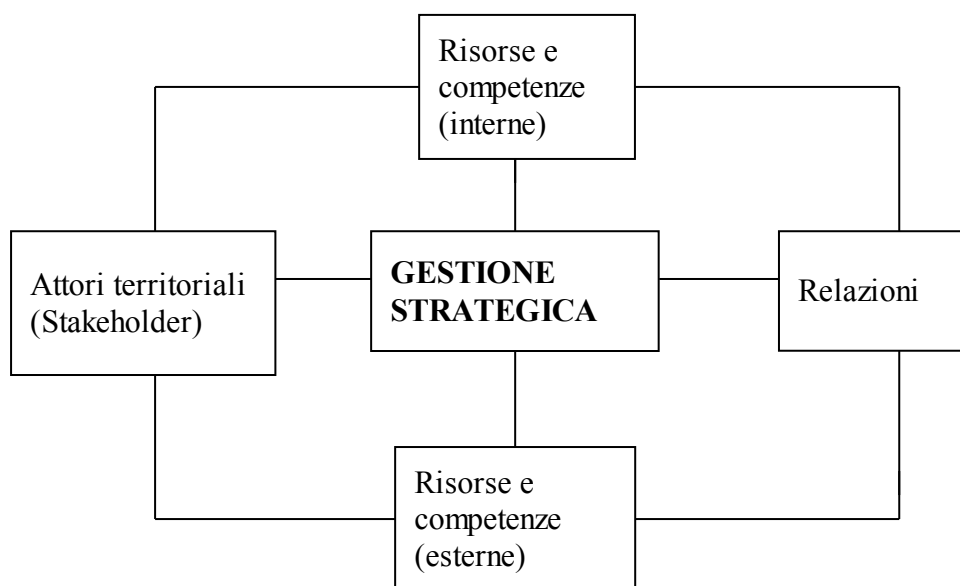 Risorse e
competenze
(interne)
Attori territoriali
(Stakeholder)
GESTIONE
STRATEGICA
Relazioni
Risorse e
competenze
(esterne)